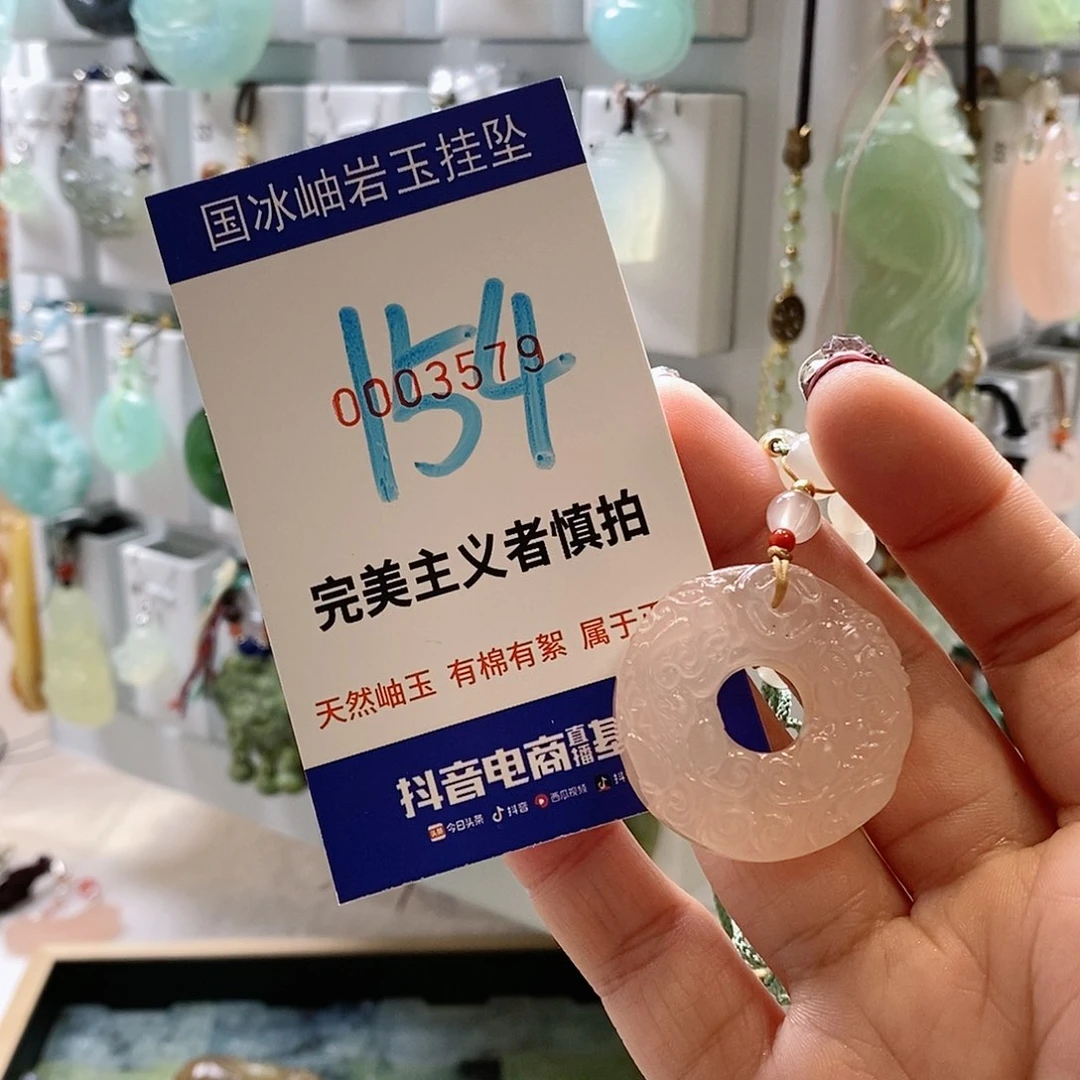 国冰岫岩玉挂坠
154
0003579
完美主义者慎拍
天然岫玉 有棉有絮 属于
抖音电商直播基
今日头条 抖音 西瓜视频 抖